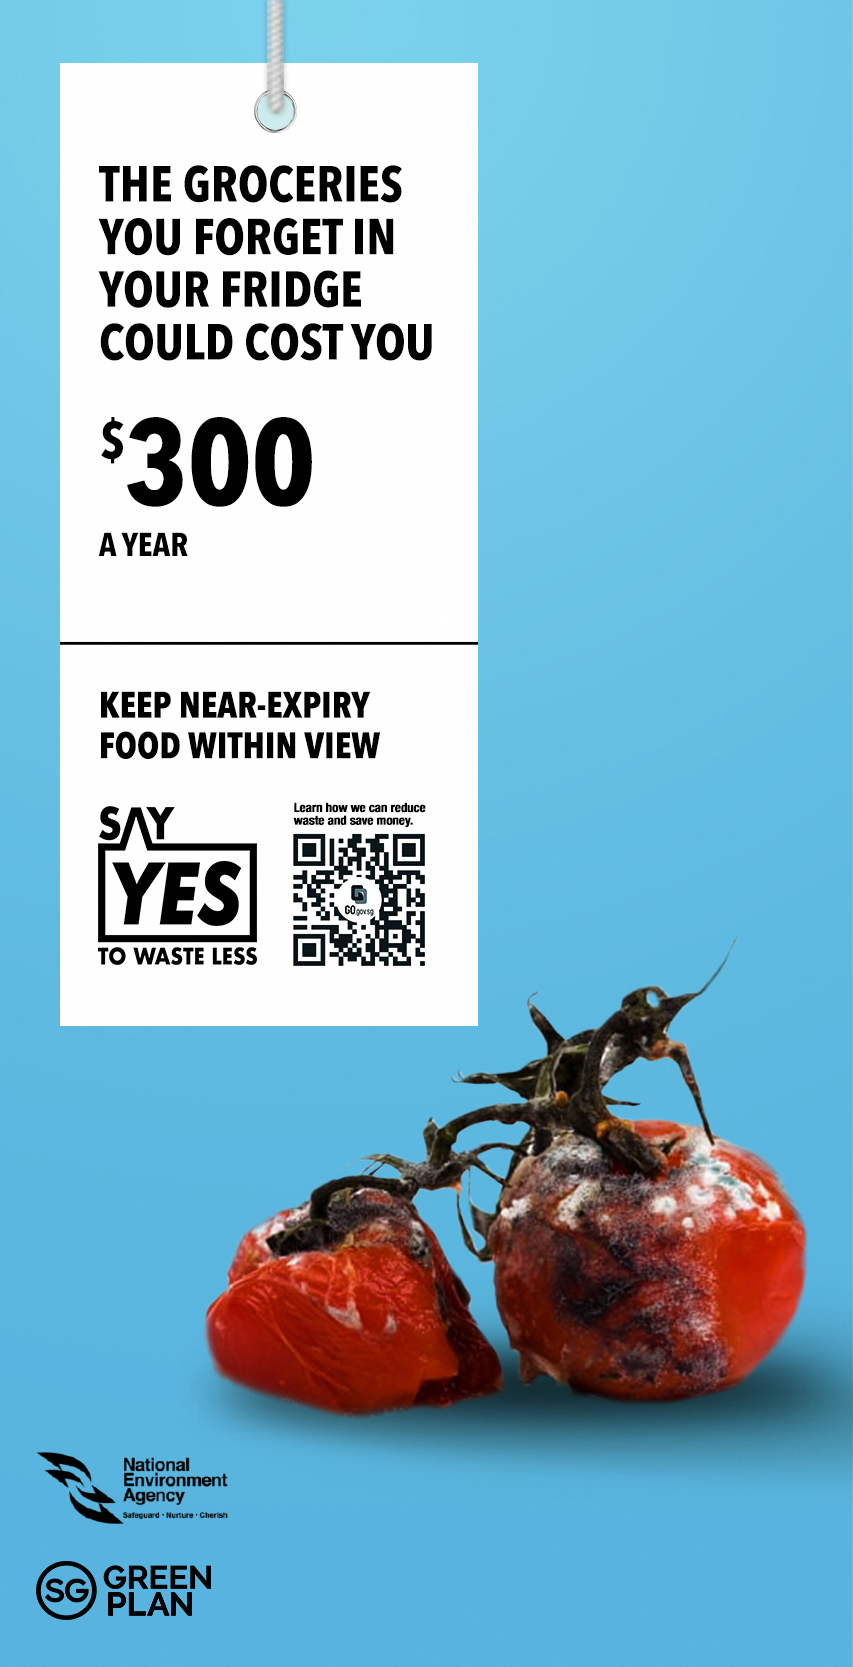 THE GROCERIES
YOU FORGET IN
YOUR FRIDGE
COULD COST YOU
$300
A YEAR
KEEP NEAR-EXPIRY
FOOD WITHIN VIEW
SAY
YES
TO WASTE LESS
Learn how we can reduce
waste and save money.
GO.gov.sg
National
Environment
Agency
Safeguard · Nurture · Cherish
SG GREEN
PLAN